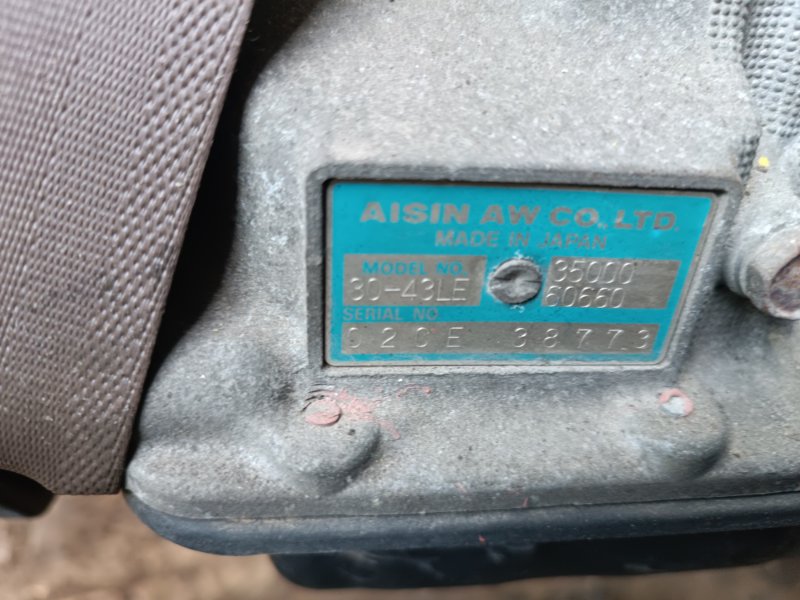 AISIN AW CO., LTD.
MADE IN JAPAN
MODEL NO.
30-43LE
35000
60660
SERIAL NO.
02CE 38773